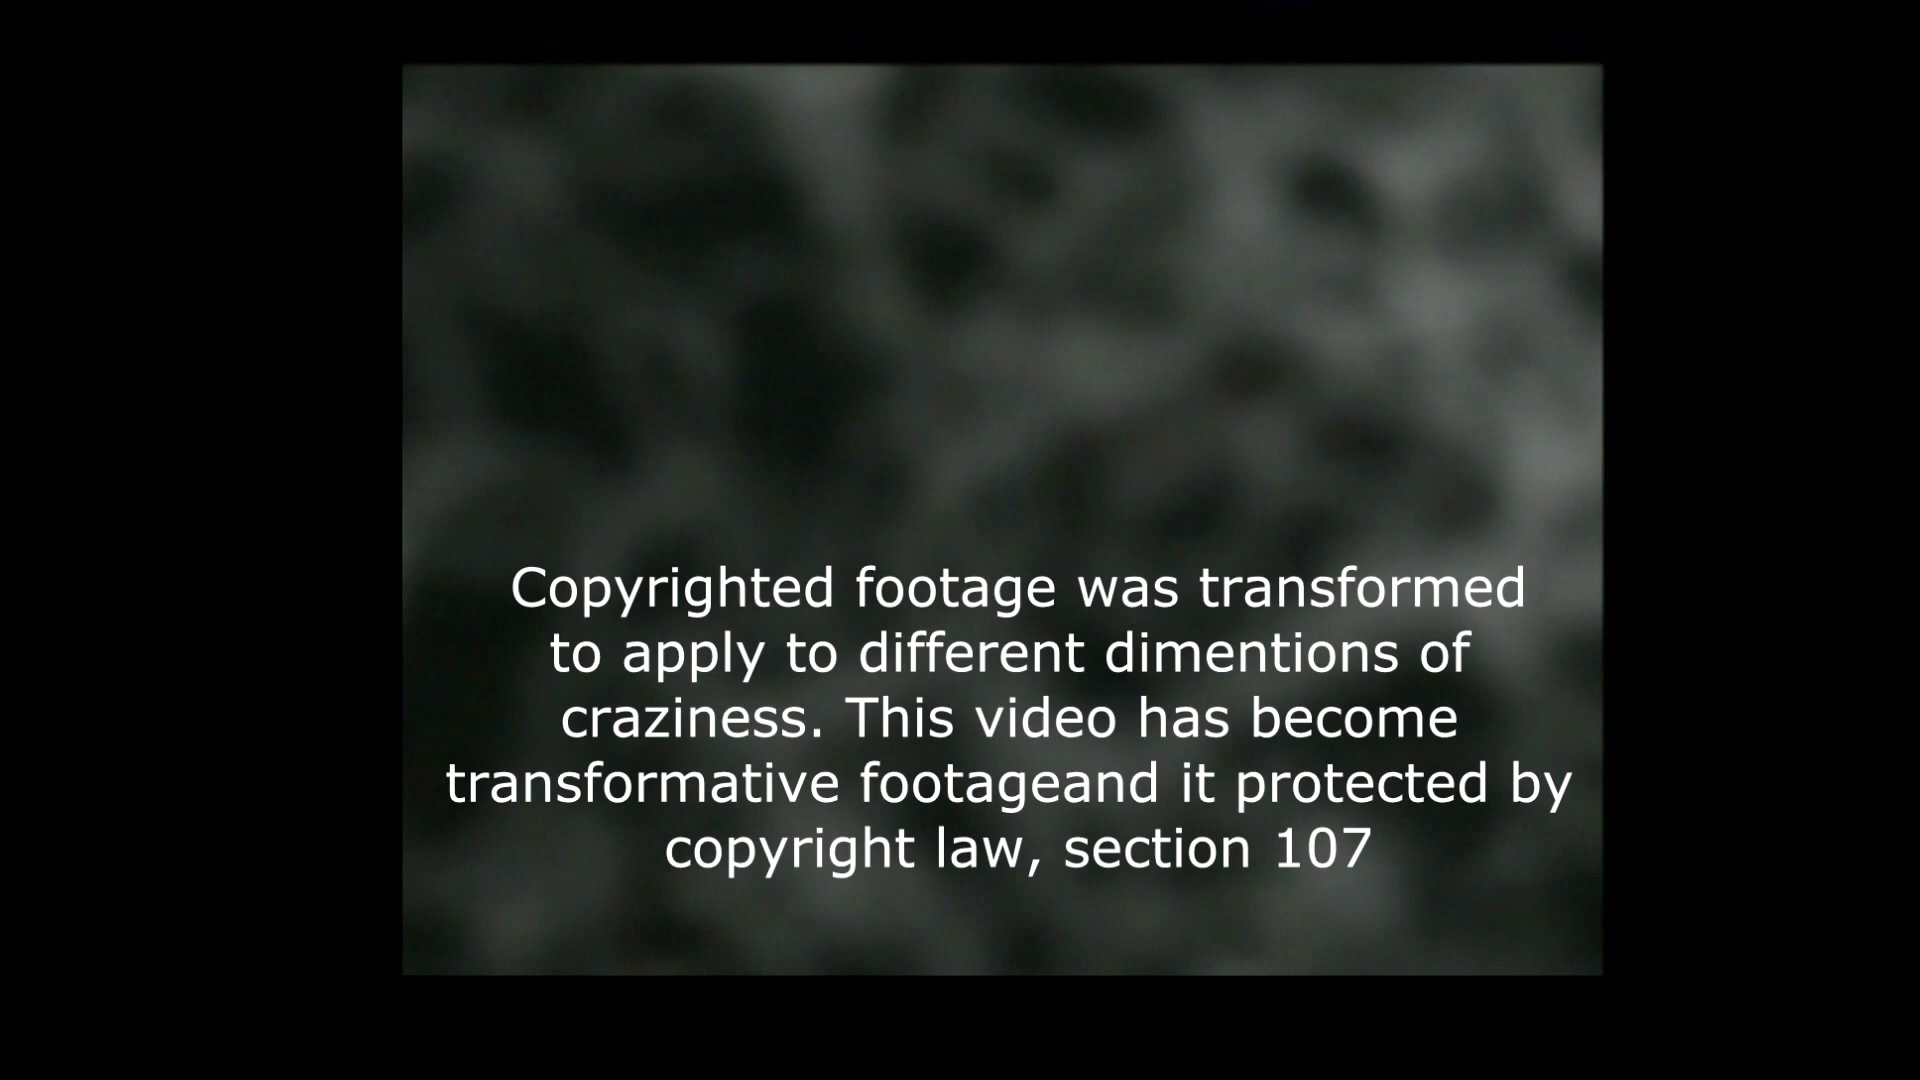 Copyrighted footage was transformed
to apply to different dimentions of
craziness. This video has become
transformative footageand it protected by
copyright law, section 107